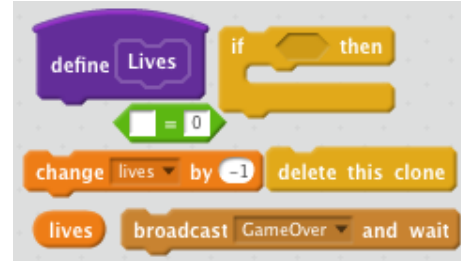 define Lives
if then
= 0
change lives by -1
delete this clone
lives
broadcast GameOver and wait